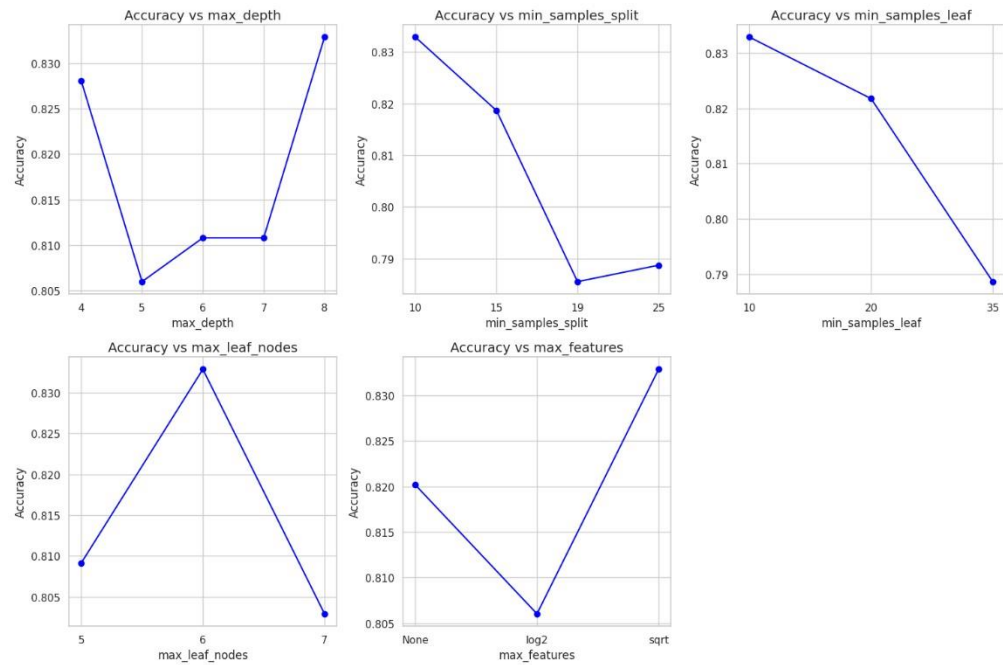 Accuracy vs max_depth
Accuracy
0.830
0.825
0.820
0.815
0.810
0.805
4 5 6 7 8
max_depth
Accuracy vs min_samples_split
Accuracy
0.83
0.82
0.81
0.80
0.79
10 15 19 25
min_samples_split
Accuracy vs min_samples_leaf
Accuracy
0.83
0.82
0.81
0.80
0.79
10 20 35
min_samples_leaf
Accuracy vs max_leaf_nodes
Accuracy
0.830
0.825
0.820
0.815
0.810
0.805
5 6 7
max_leaf_nodes
Accuracy vs max_features
Accuracy
0.830
0.825
0.820
0.815
0.810
0.805
None log2 sqrt
max_features